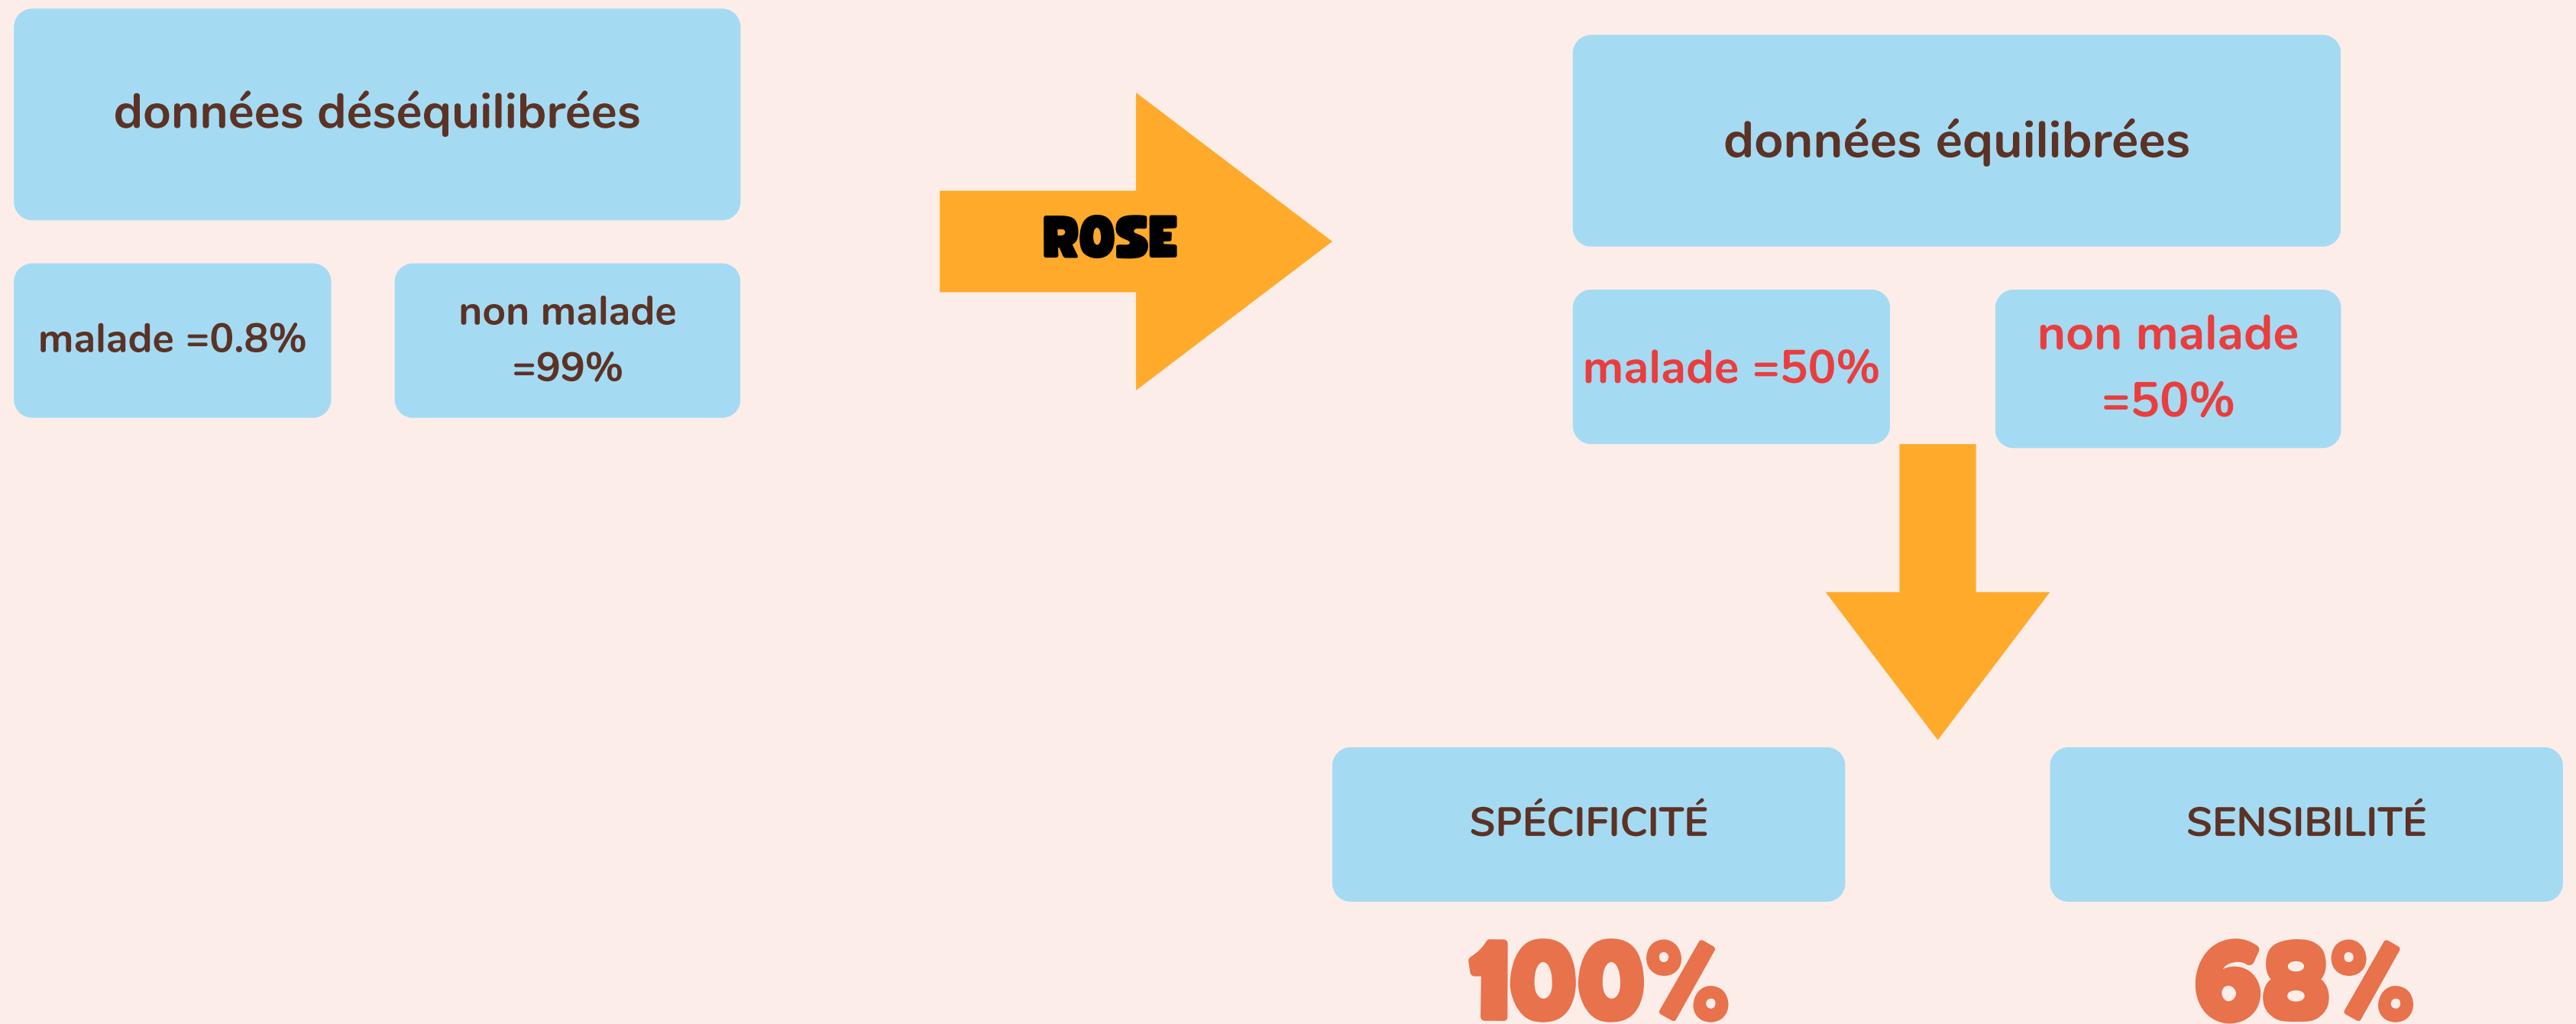 données déséquilibrées
malade =0.8%
non malade
=99%
ROSE
données équilibrées
malade =50%
non malade
=50%
SPÉCIFICITÉ
100%
SENSIBILITÉ
68%